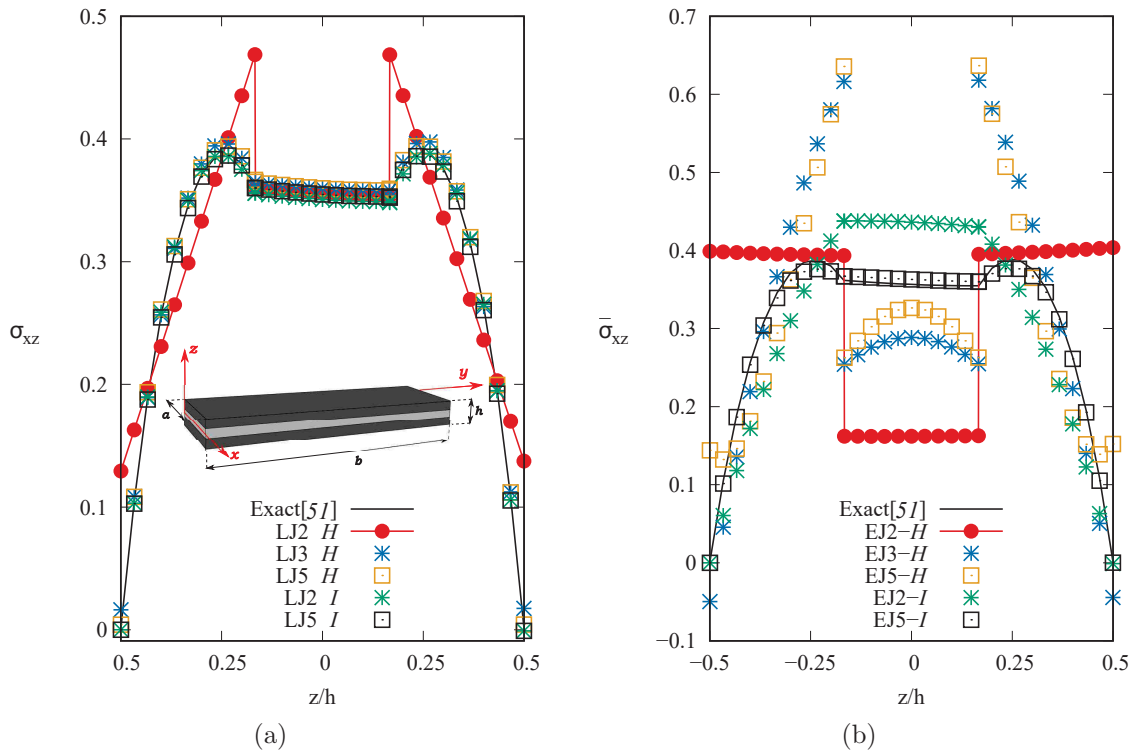 0.5
0.4
0.3
0.2
0.1
0
σxz
z
y
x
a
b
h
Exact[51]
LJ2 H
LJ3 H
LJ5 H
LJ2 I
LJ5 I
0.5 0.25 0 0.25 0.5
z/h
(a)
0.7
0.6
0.5
0.4
0.3
0.2
0.1
0
−0.1
σ̄xz
Exact[51]
EJ2−H
EJ3−H
EJ5−H
EJ2−I
EJ5−I
−0.5 −0.25 0 0.25 0.5
z/h
(b)